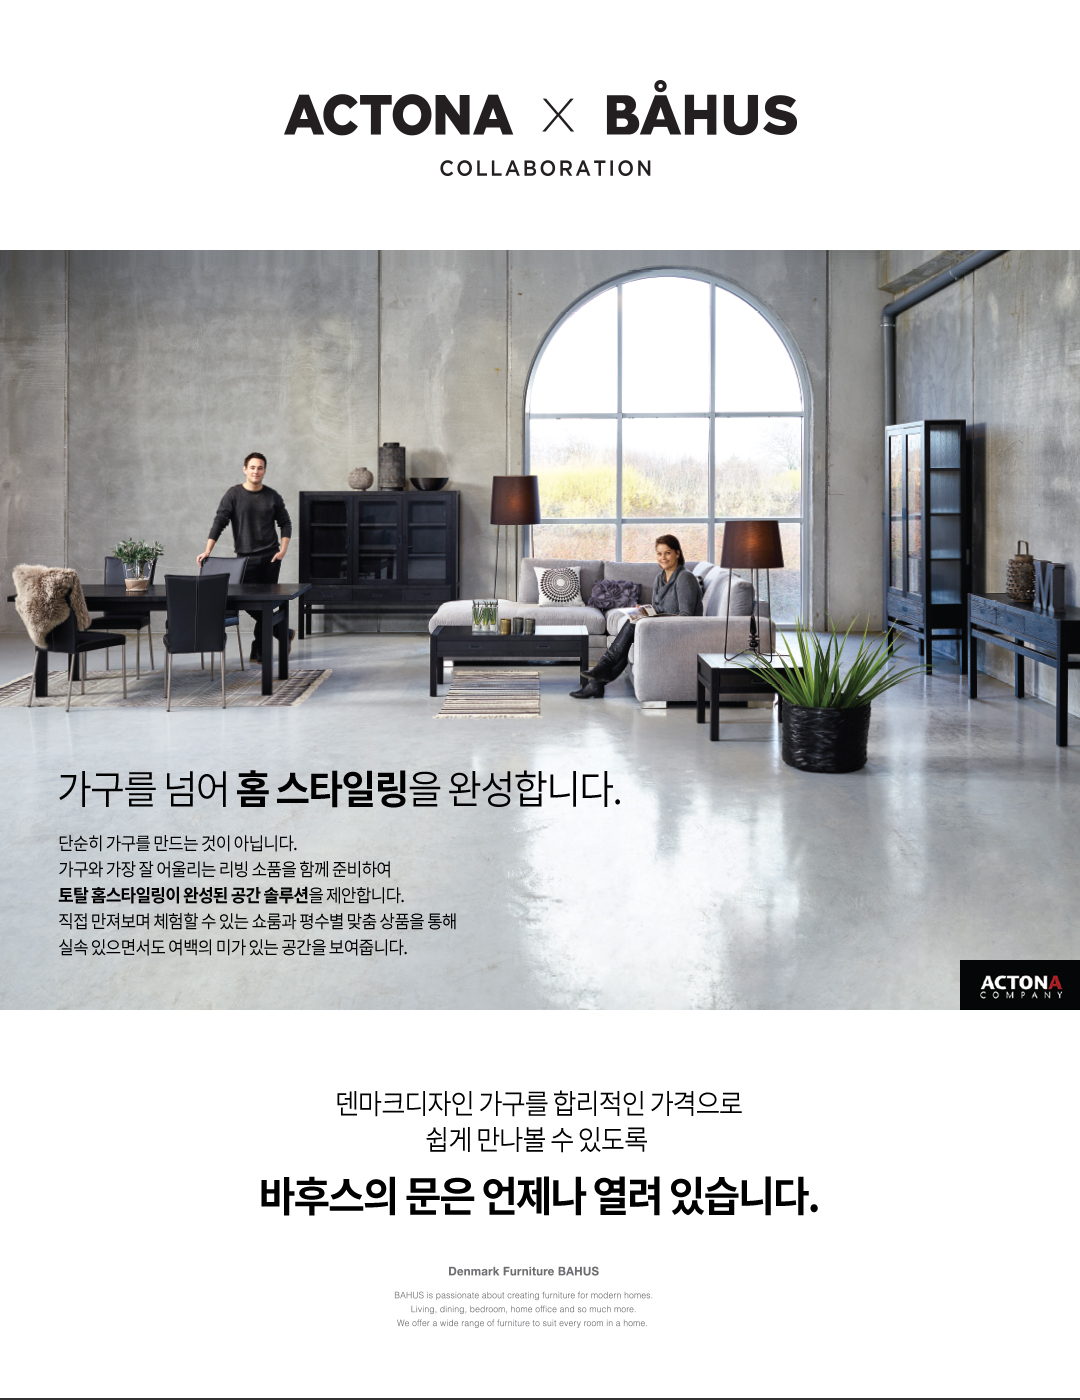 ACTONA X BÅHUS
COLLABORATION
가구를 넘어 홈 스타일링을 완성합니다.
단순히 가구를 만드는 것이 아닙니다.
가구와 가장 잘 어울리는 리빙 소품을 함께 준비하여
토탈 홈스타일링이 완성된 공간 솔루션을 제안합니다.
직접 만져보며 체험할 수 있는 쇼룸과 평수별 맞춤 상품을 통해
실속 있으면서도 여백의 미가 있는 공간을 보여줍니다.
M
ACTONA
COMPANY
덴마크디자인 가구를 합리적인 가격으로
쉽게 만나볼 수 있도록
바후스의 문은 언제나 열려 있습니다.
Denmark Furniture BAHUS
BAHUS is passionate about creating furniture for modern homes.
Living, dining, bedroom, home office and so much more.
We offer a wide range of furniture to suit every room in a home.